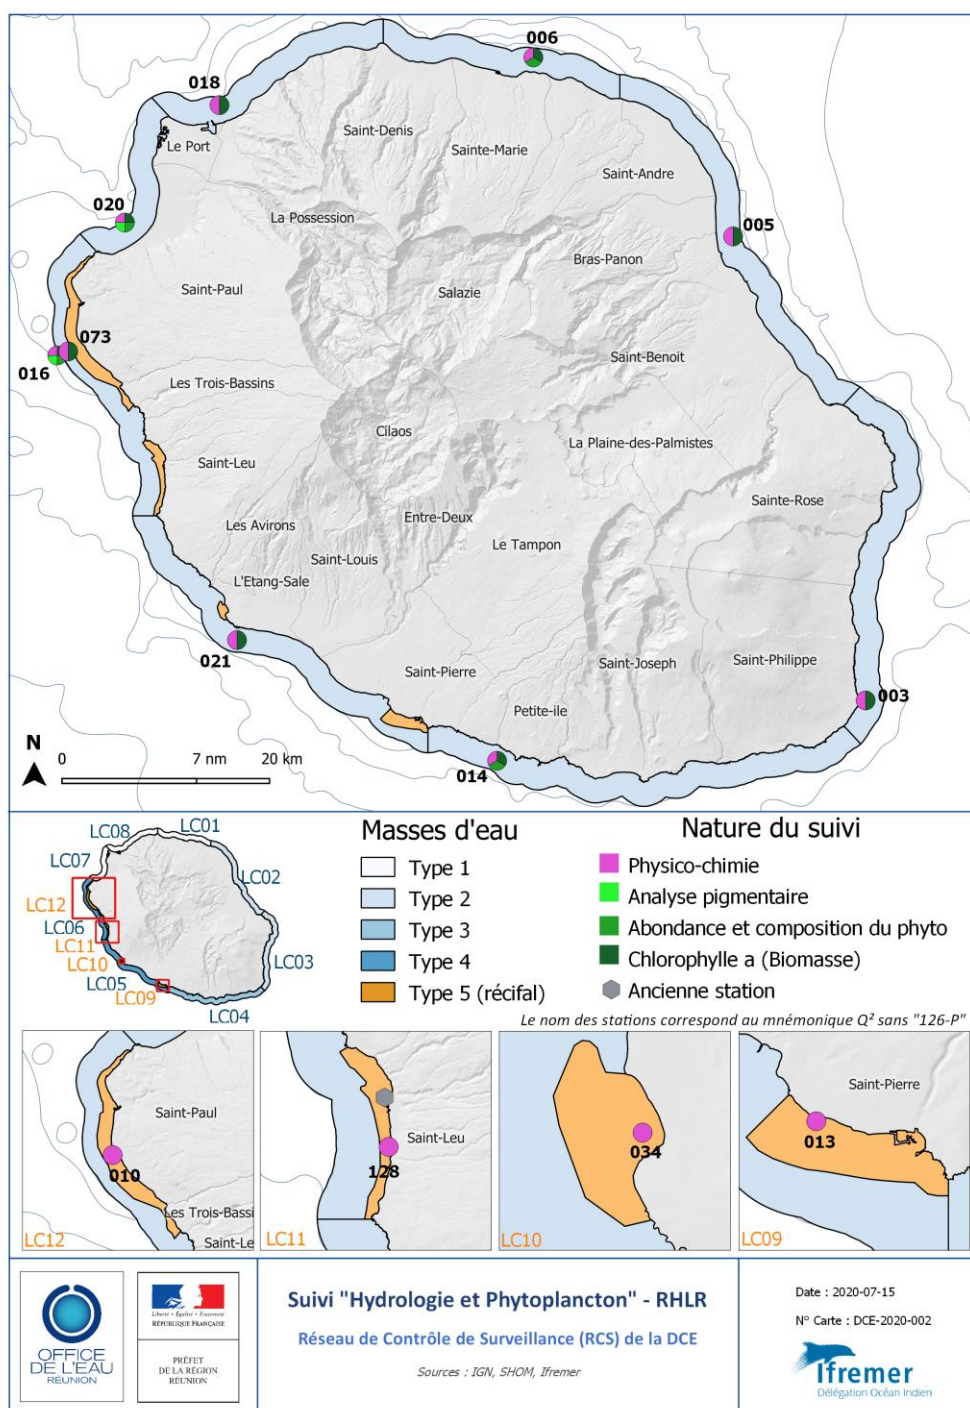 006
018
Saint-Denis
Le Port
Sainte-Marie
Saint-Andre
020
La Possession
005
Bras-Panon
Saint-Paul
Salazie
073
016
Saint-Benoit
Les Trois-Bassins
Cilaos
La Plaine-des-Palmistes
Saint-Leu
Sainte-Rose
Les Avirons
Entre-Deux
Le Tampon
Saint-Louis
L'Etang-Sale
021
Saint-Pierre
Saint-Joseph
Saint-Philippe
003
Petite-ile
014
N
0 7 nm 20 km
LC08
LC01
LC07
LC02
LC12
LC06
LC11
LC10
LC03
LC05
LC09
LC04
Masses d'eau
Type 1
Type 2
Type 3
Type 4
Type 5 (récifal)
Nature du suivi
Physico-chimie
Analyse pigmentaire
Abondance et composition du phyto
Chlorophylle a (Biomasse)
Ancienne station
Le nom des stations correspond au mnémonique Q² sans "126-P"
Saint-Paul
010
Les Trois-Bassi
Saint-Le
LC12
Saint-Leu
128
LC11
034
LC10
Saint-Pierre
013
LC09
OFFICE
DE L'EAU
RÉUNION
Liberté • Égalité • Fraternité
RÉPUBLIQUE FRANÇAISE
PRÉFET
DE LA RÉGION
RÉUNION
Suivi "Hydrologie et Phytoplancton" - RHLR
Réseau de Contrôle de Surveillance (RCS) de la DCE
Sources : IGN, SHOM, Ifremer
Date : 2020-07-15
N° Carte : DCE-2020-002
Ifremer
Délégation Océan Indien